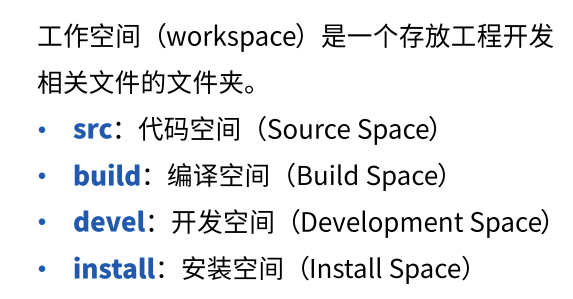 工作空间（workspace）是一个存放工程开发
相关文件的文件夹。
• src：代码空间（Source Space）
• build：编译空间（Build Space）
• devel：开发空间（Development Space）
• install：安装空间（Install Space）